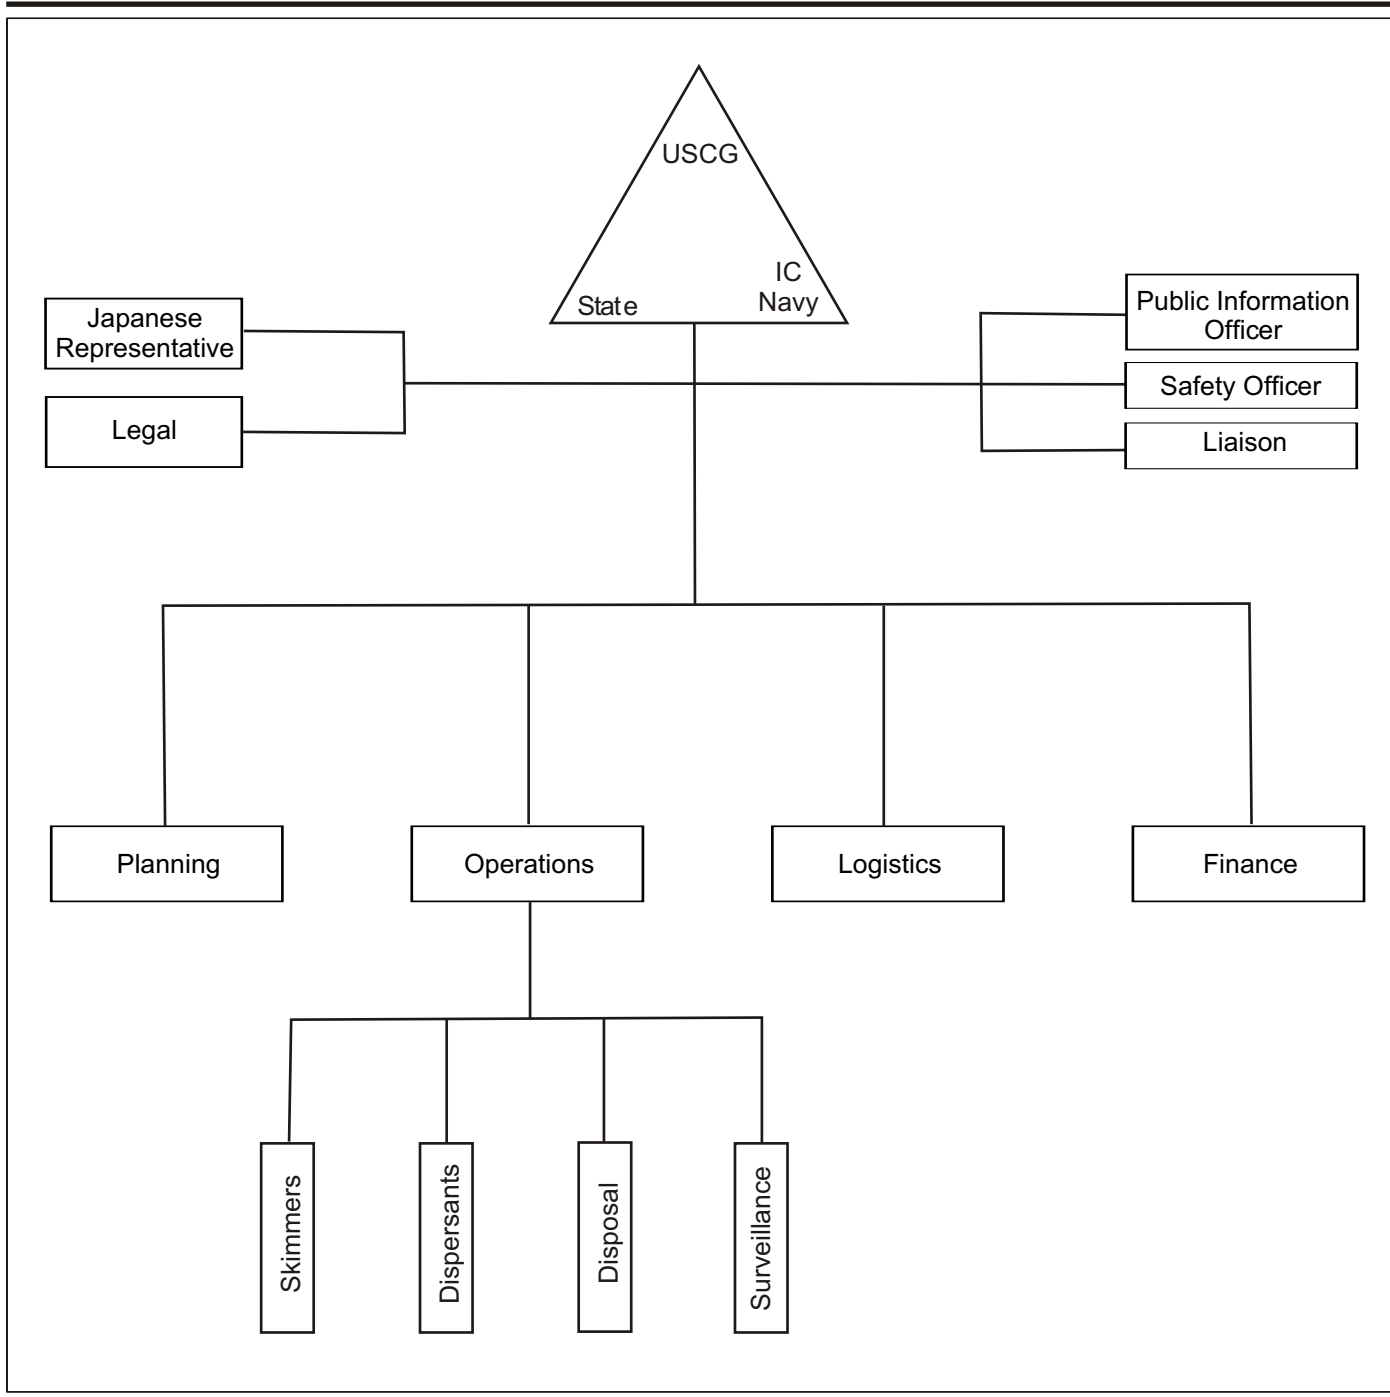 USCG
State
IC
Navy
Japanese
Representative
Legal
Public Information
Officer
Safety Officer
Liaison
Planning
Operations
Logistics
Finance
Skimmers
Dispersants
Disposal
Surveillance